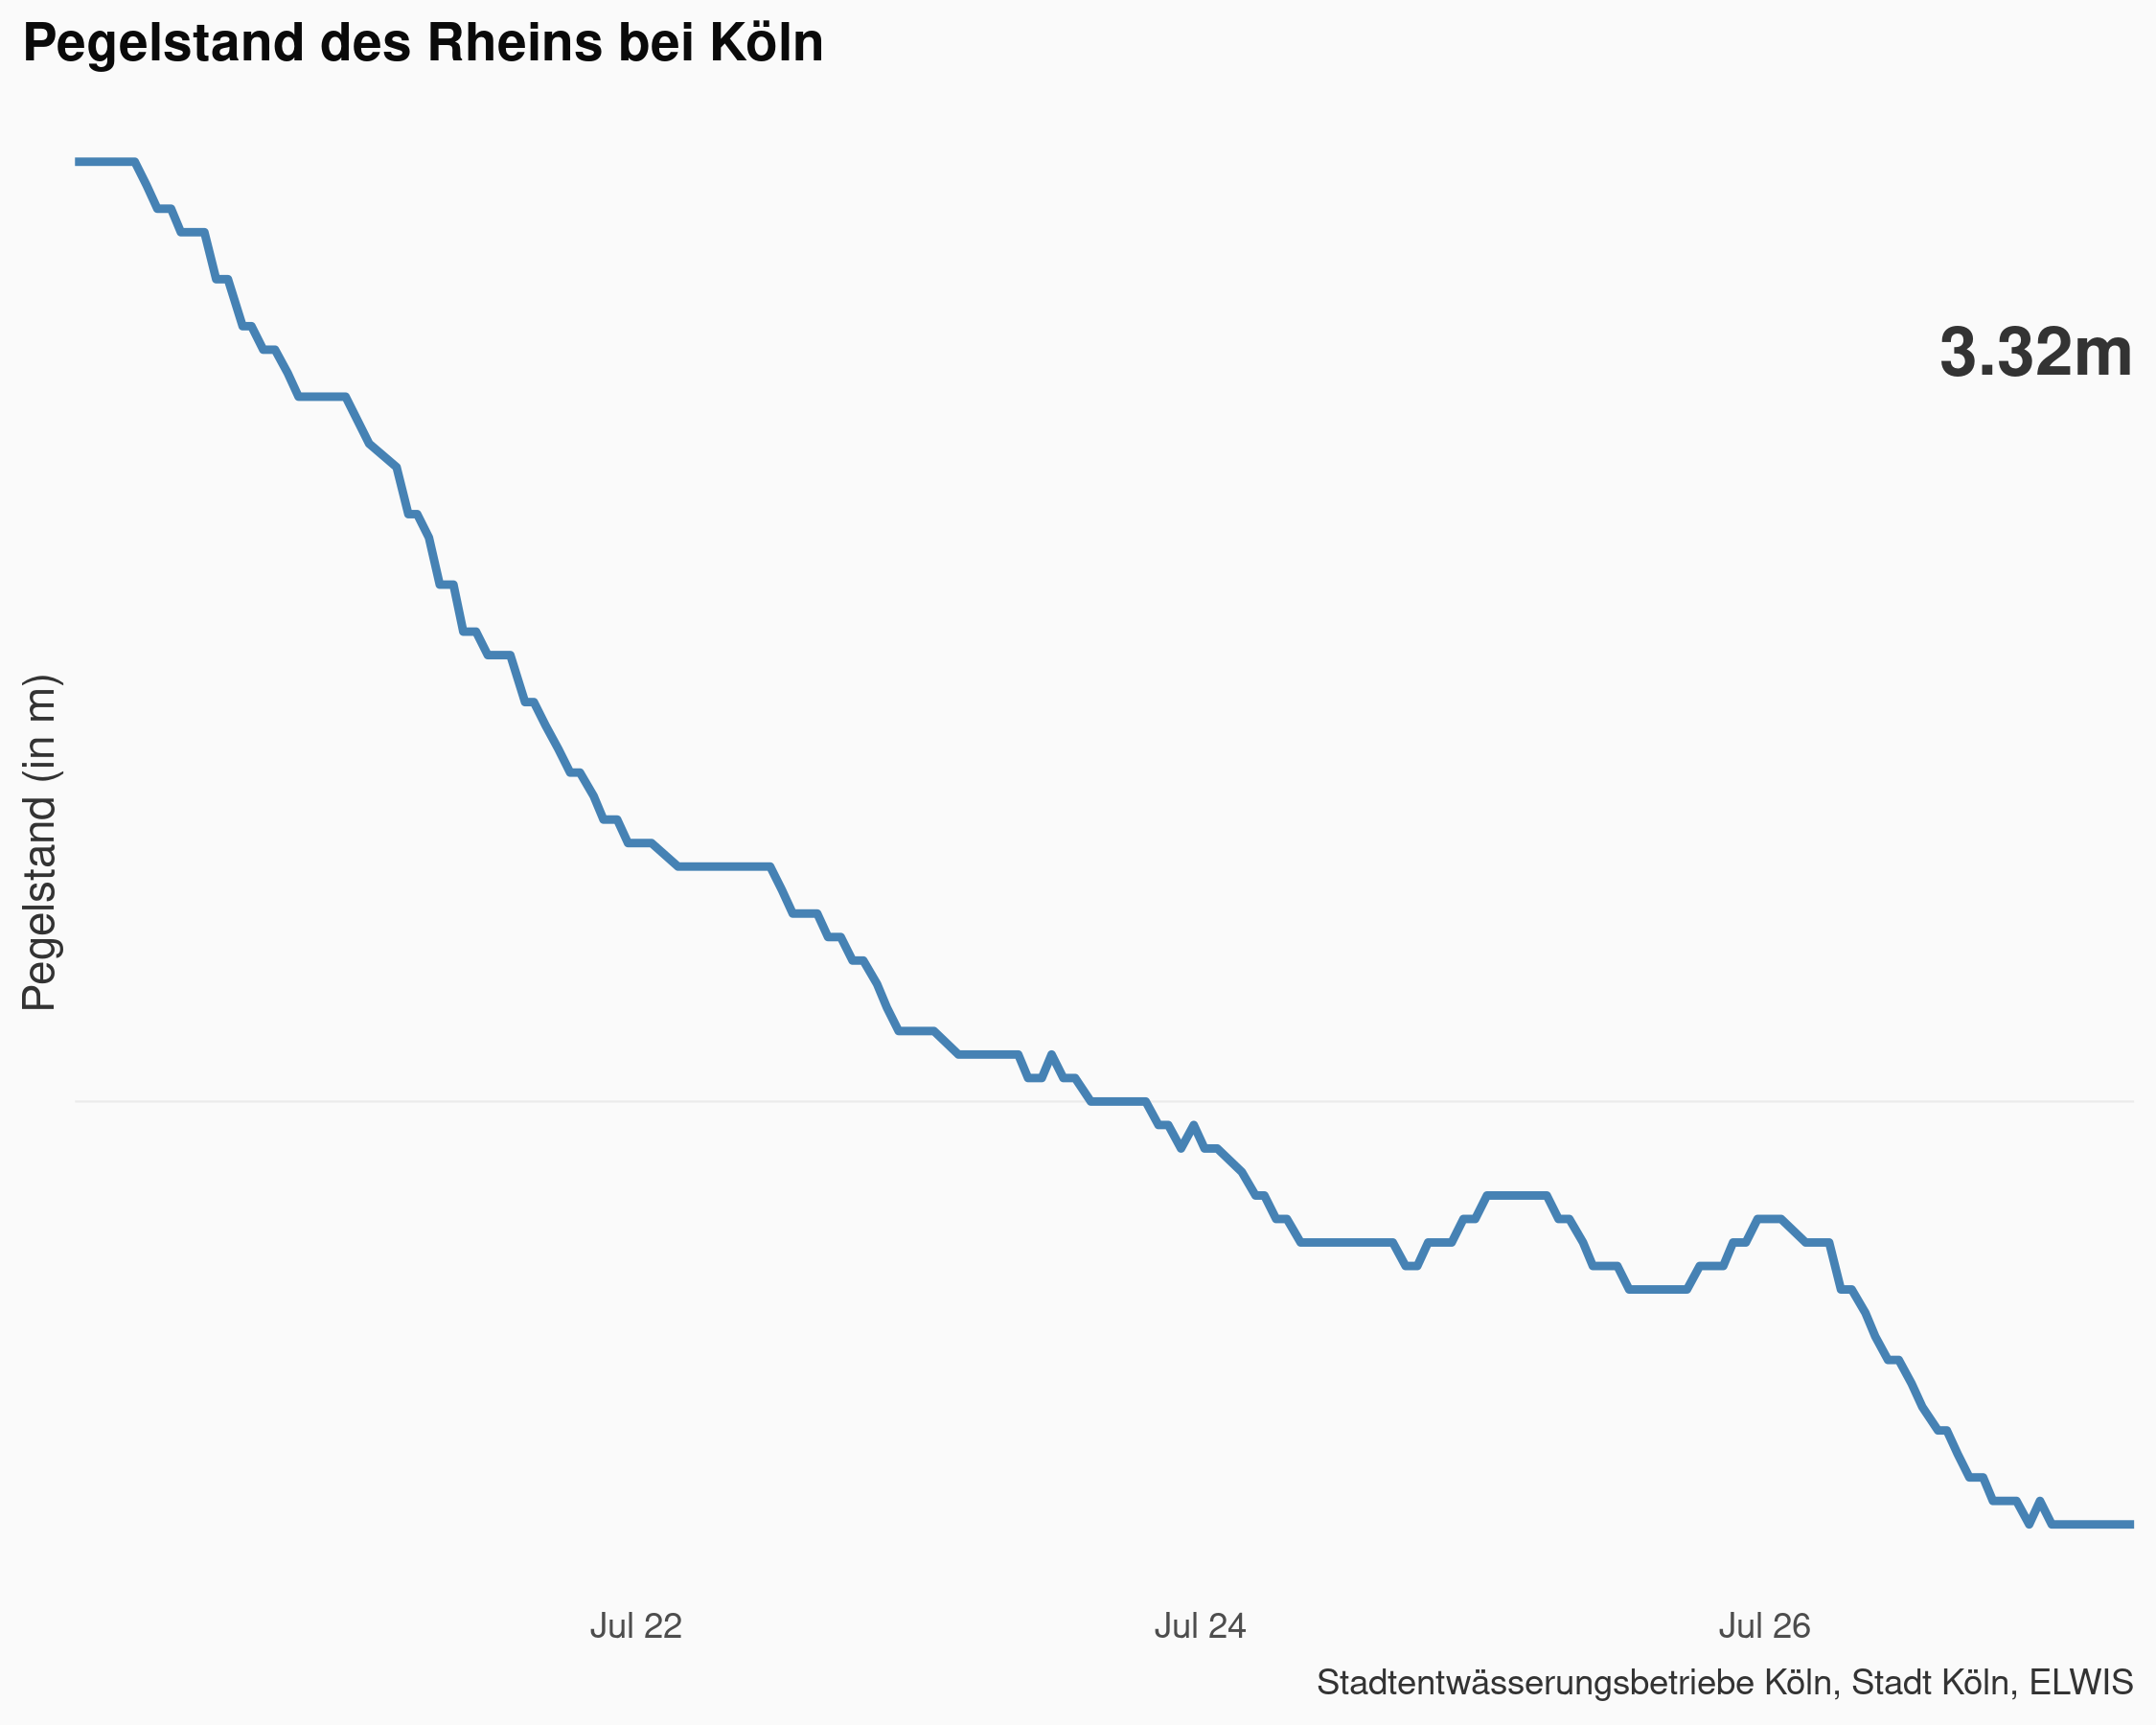 Pegelstand des Rheins bei Köln
3.32m
Pegelstand (in m)
Jul 22
Jul 24
Jul 26
Stadtentwässerungsbetriebe Köln, Stadt Köln, ELWIS